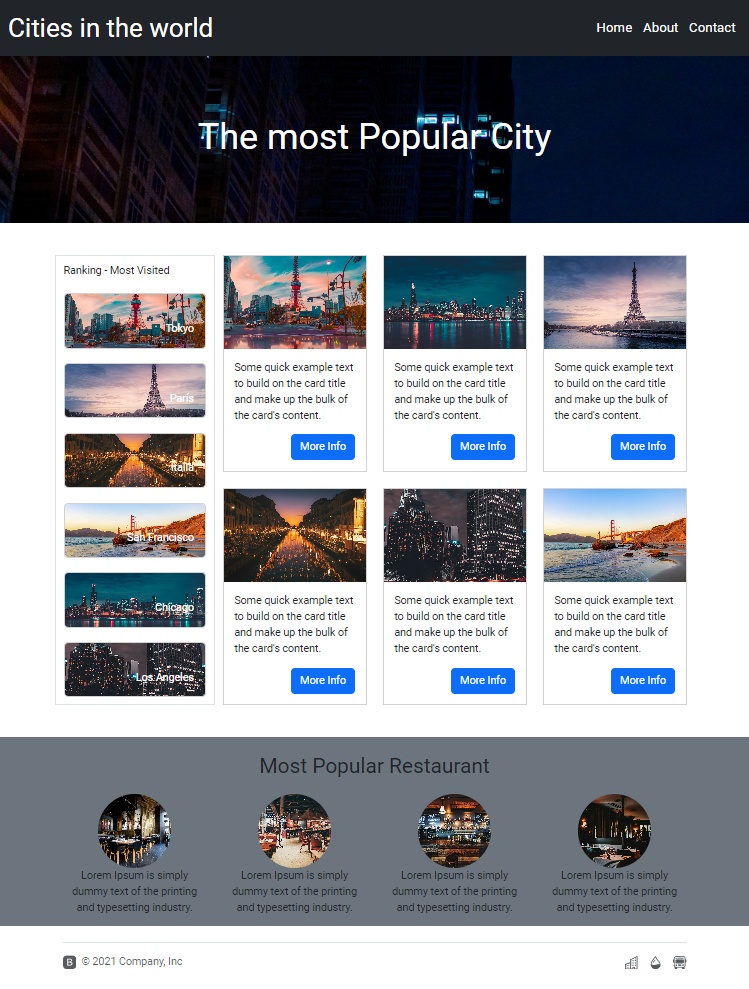 Cities in the world
Home About Contact
The most Popular City
Ranking - Most Visited
Tokyo
Paris
Italia
San Francisco
Chicago
Los Angeles
Some quick example text
to build on the card title
and make up the bulk of
the card's content.
More Info
Some quick example text
to build on the card title
and make up the bulk of
the card's content.
More Info
Some quick example text
to build on the card title
and make up the bulk of
the card's content.
More Info
Some quick example text
to build on the card title
and make up the bulk of
the card's content.
More Info
Some quick example text
to build on the card title
and make up the bulk of
the card's content.
More Info
Some quick example text
to build on the card title
and make up the bulk of
the card's content.
More Info
Most Popular Restaurant
Lorem Ipsum is simply
dummy text of the printing
and typesetting industry.
Lorem Ipsum is simply
dummy text of the printing
and typesetting industry.
Lorem Ipsum is simply
dummy text of the printing
and typesetting industry.
Lorem Ipsum is simply
dummy text of the printing
and typesetting industry.
B © 2021 Company, Inc